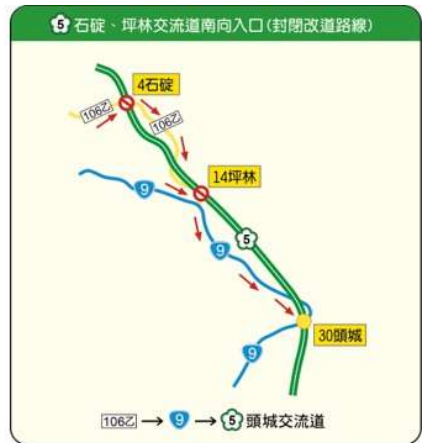 5 石碇、坪林交流道南向入口(封閉改道路線)
4石碇
106乙
106乙
14坪林
9
5
9
30頭城
9
106乙 → 9 → 5 頭城交流道